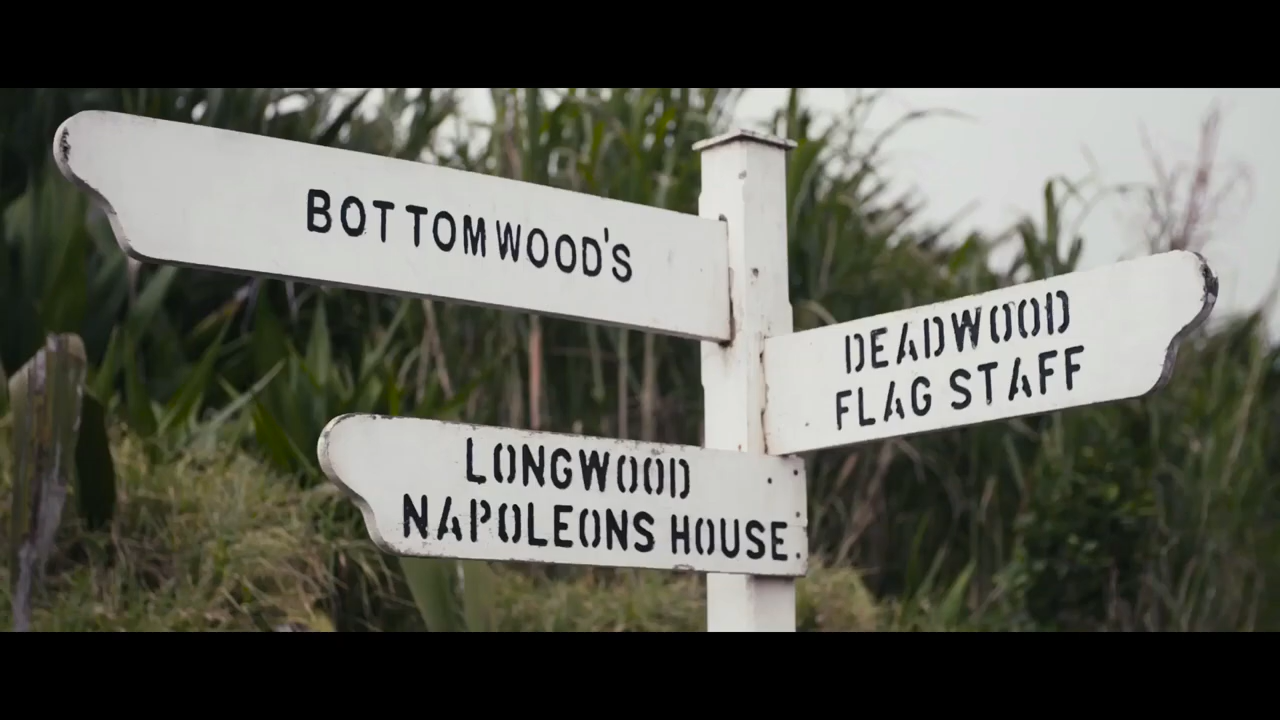 BOTTOMWOOD'S
DEADWOOD
FLAG STAFF
LONGWOOD
NAPOLEONS HOUSE.